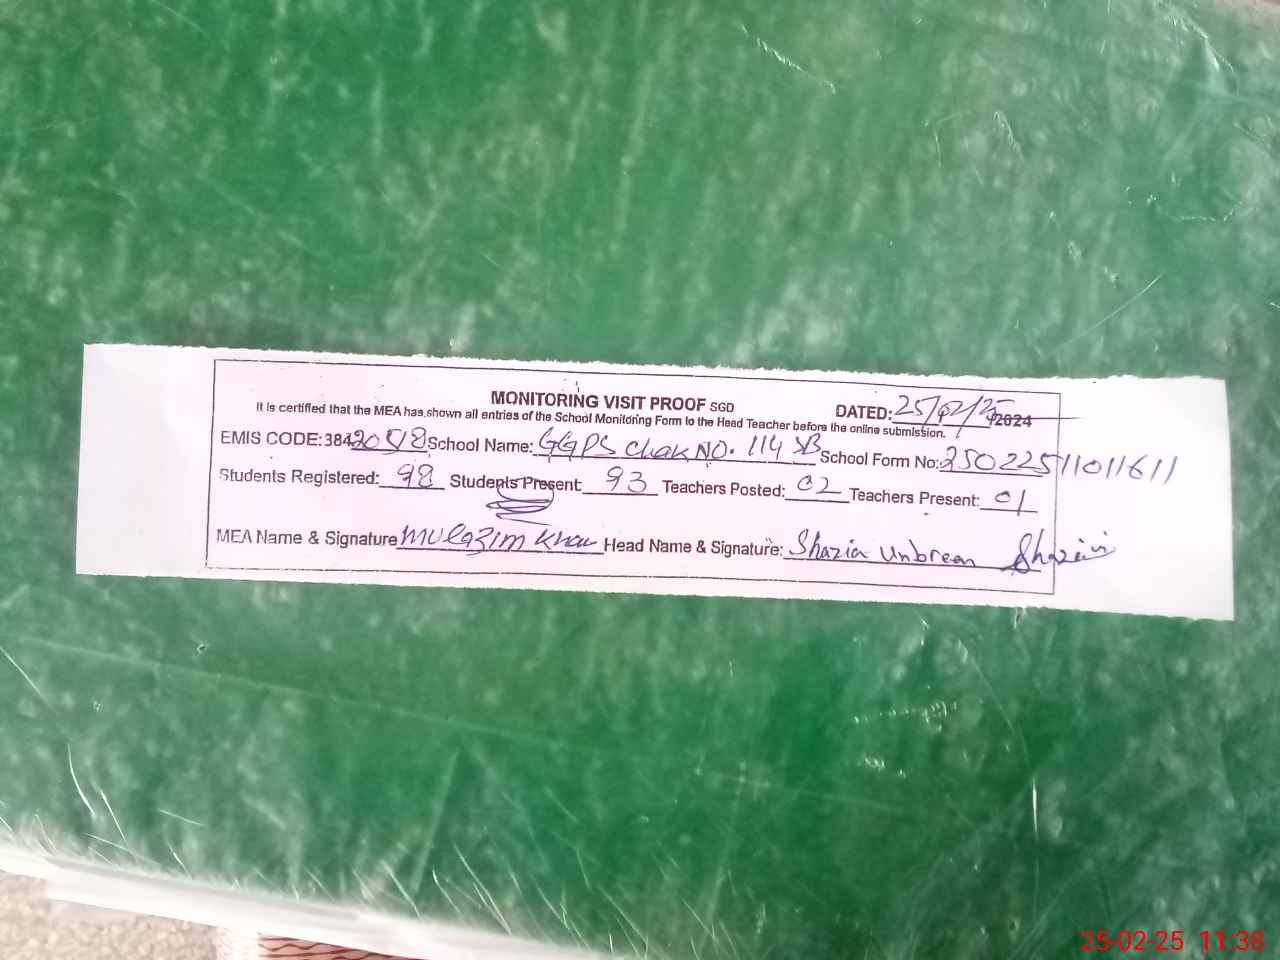 MONITORING VISIT PROOF SGD DATED: 25/02/25 2024
It is certified that the MEA has shown all entries of the School Monitoring Form to the Head Teacher before the online submission.
EMIS CODE: 38420518 School Name: GGPS Chak NO. 114 SB School Form No: 25022511011611
Students Registered: 98 Students Present: 93 Teachers Posted: 02 Teachers Present: 01
MEA Name & Signature Mulazim Khan Head Name & Signature: Shazia Unbreen Shazia
25-02-25 11:38